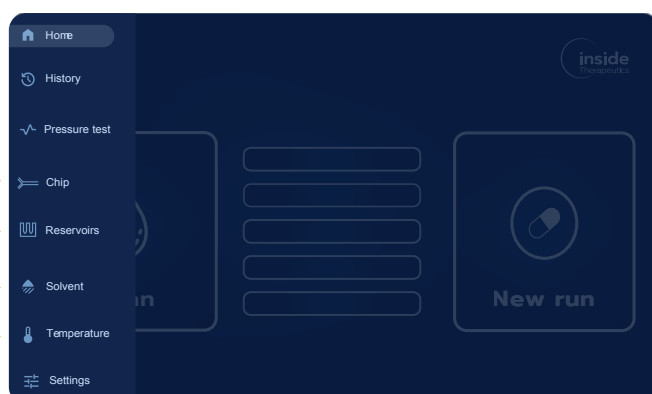 Home
History
Pressure test
Chip
Reservoirs
Solvent
Temperature
Settings
inside
Therapeutics
New run